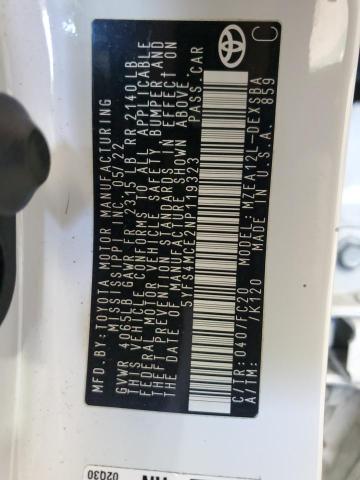 MFD.BY:TOYOTA MOTOR MANUFACTURING
MISSISSIPPI INC. 05/22
GVWR 4065LB GAWR FR 2315 LB RR 2140LB
THIS VEHICLE CONFORMS TO ALL APPLICABLE
FEDERAL MOTOR VEHICLE SAFETY, BUMPER, AND
THEFT PREVENTION STANDARDS IN EFFECT ON
THE DATE OF MANUFACTURE SHOWN ABOVE.
5YFS4MCE2NP119323 PASS.CAR
C/TR:040/FC20 MZEA12L-DEXSBA
A/TM: /K120 MADE IN U.S.A. 859
C
02Q30